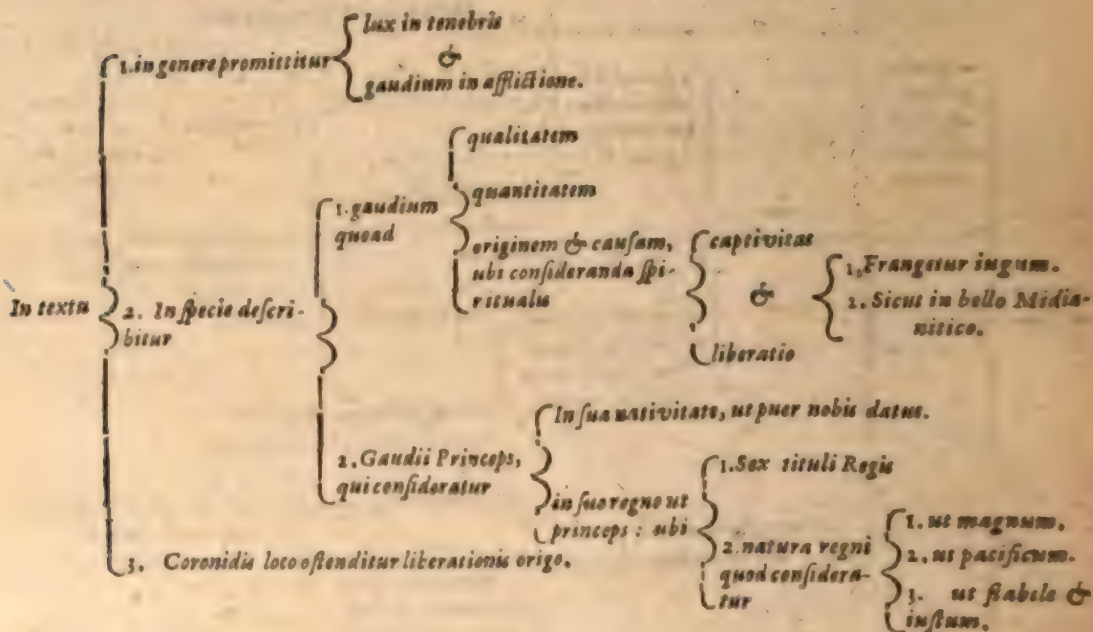 In textu
1. in genere promittitur
lux in tenebris
&
gaudium in afflictione.
2. In ſpecie deſcri-
bitur
1. gaudium
quoad
qualitatem
quantitatem
originem & cauſam,
ubi conſideranda ſpi-
ritualis
captivitas
&
liberatio
1. Frangetur iugum.
2. Sicut in bello Midia-
nitico.
2. Gaudii Princeps,
qui conſideratur
In ſua nativitate, ut puer nobis datus.
in ſuo regno ut
princeps : ubi
1. Sex tituli Regis
2. natura regni
quod conſidera-
tur
1. ut magnum.
2. ut pacificum.
3. ut ſtabile &
iuſtum.
3. Coronidis loco oſtenditur liberationis origo.